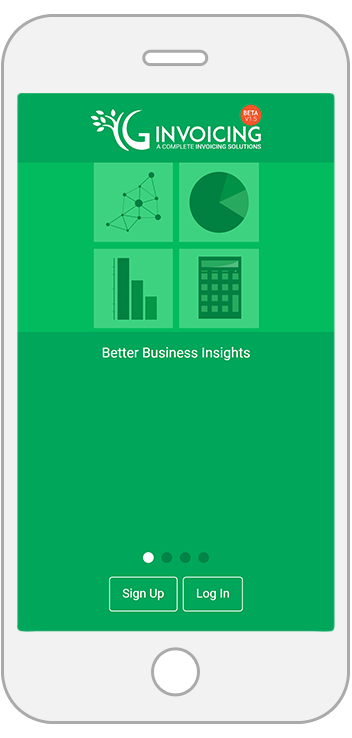 BETA
V1.5
G INVOICING
A COMPLETE INVOICING SOLUTIONS
Better Business Insights
Sign Up
Log In